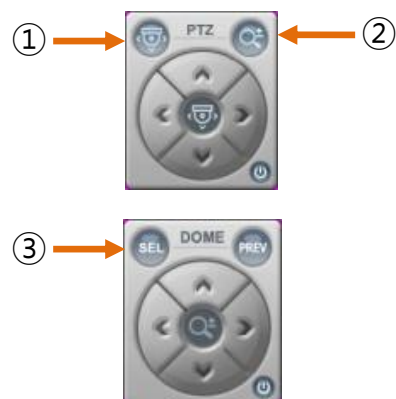 ① PTZ ②
③ SEL DOME PREV